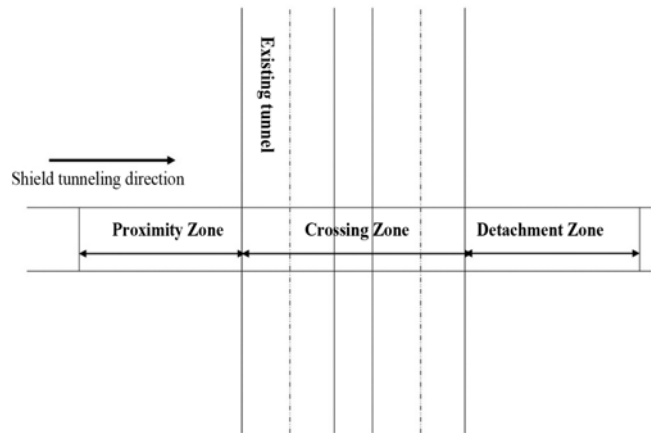 Existing tunnel
Shield tunneling direction
Proximity Zone
Crossing Zone
Detachment Zone